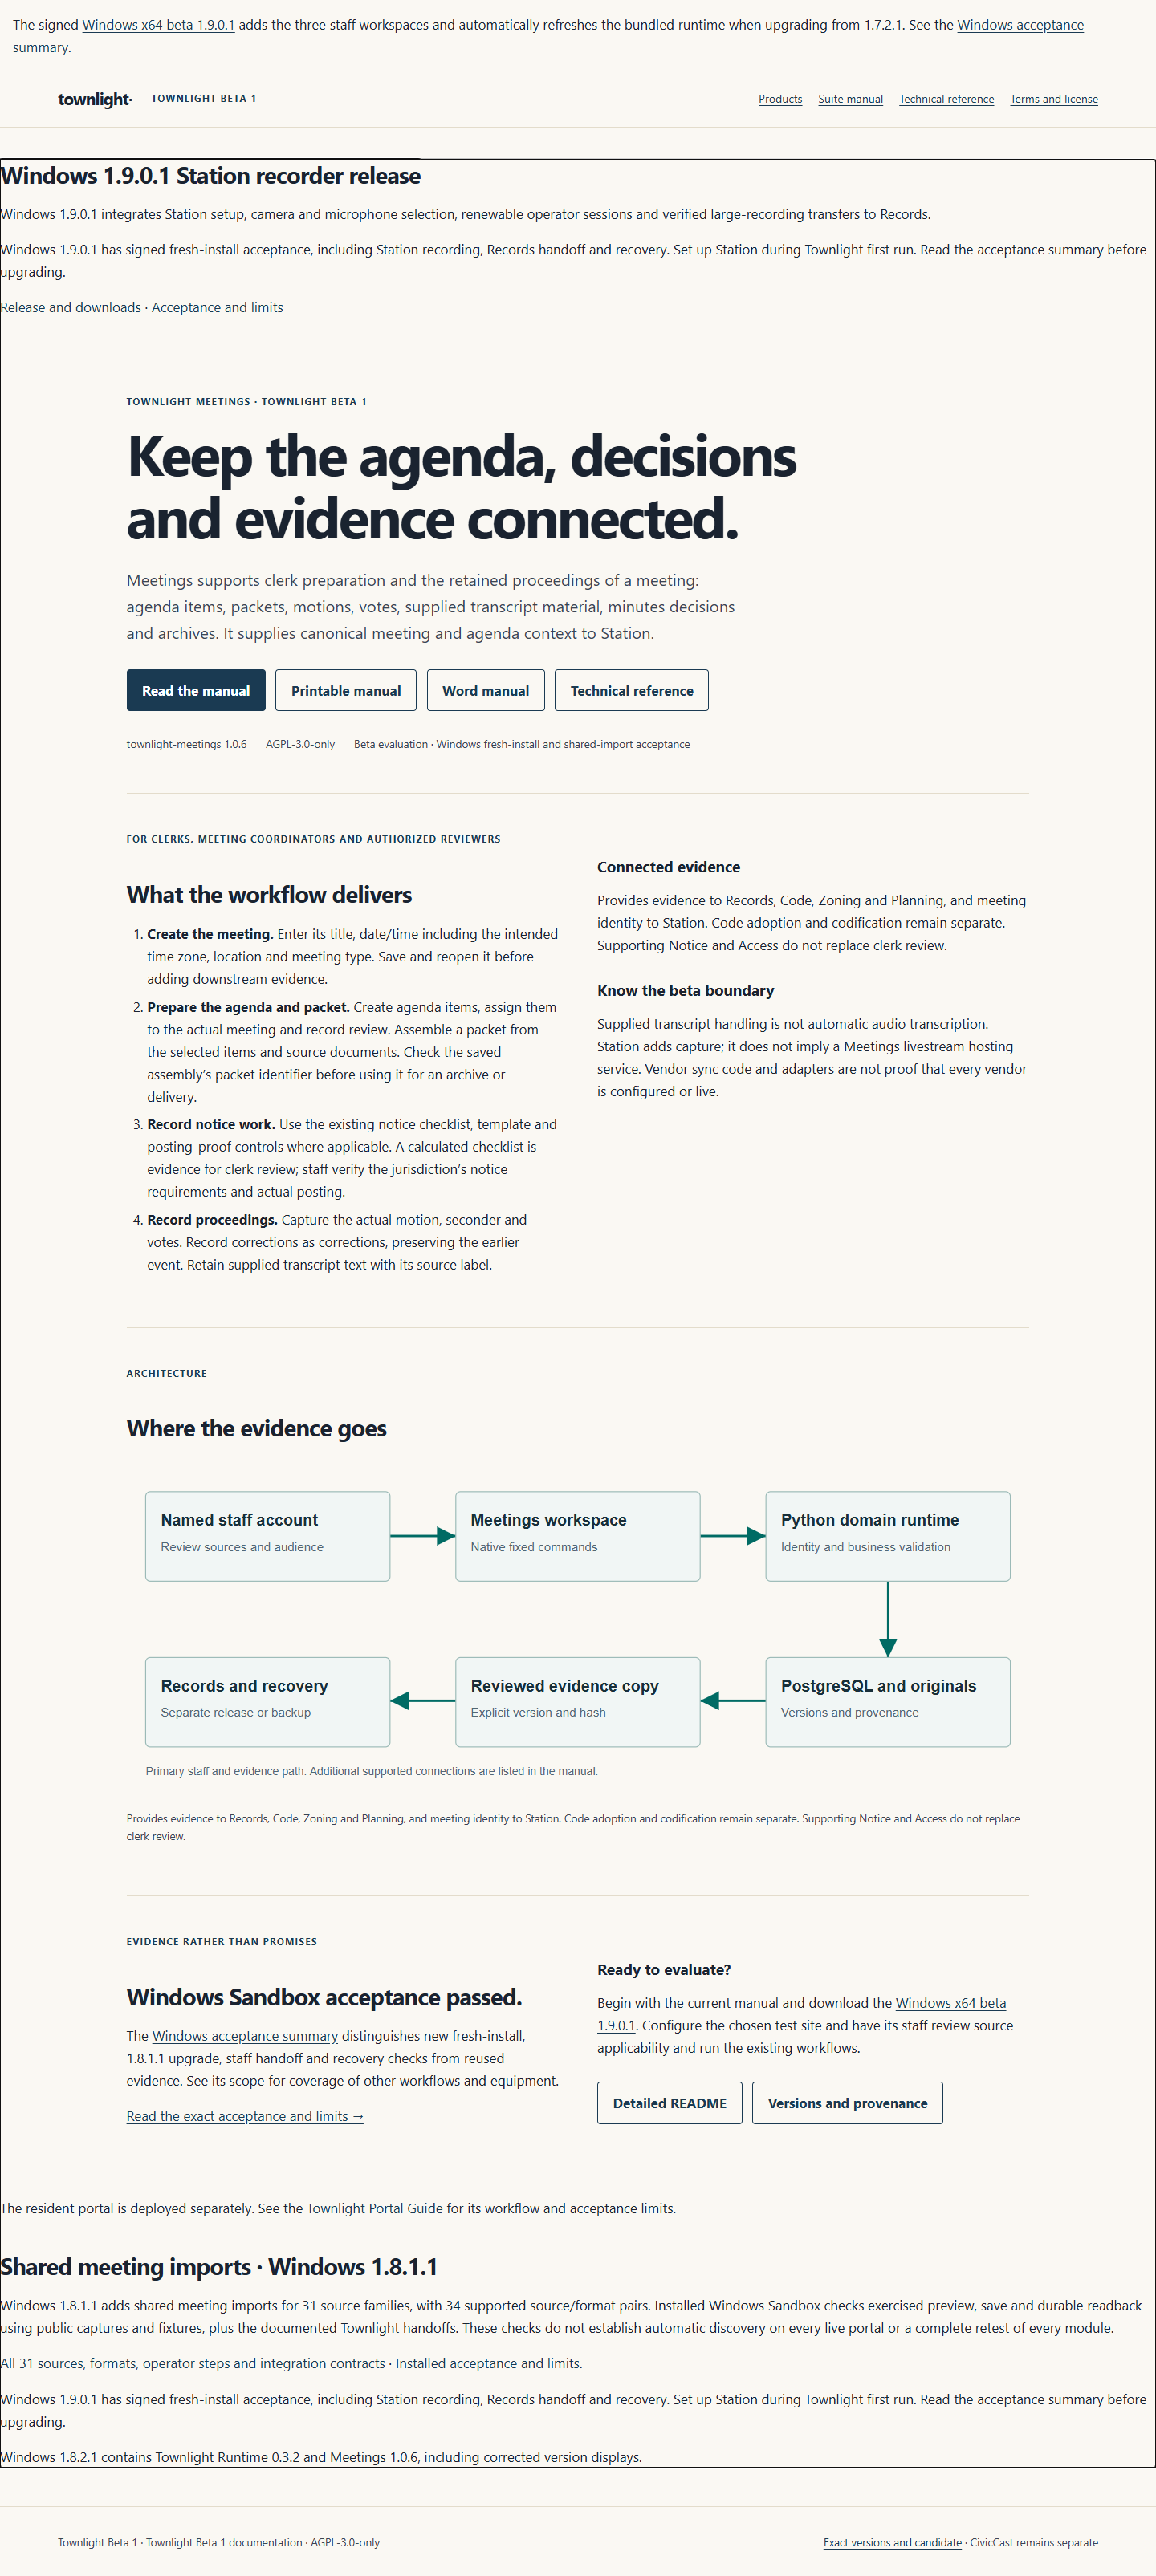 The signed Windows x64 beta 1.9.0.1 adds the three staff workspaces and automatically refreshes the bundled runtime when upgrading from 1.7.2.1. See the Windows acceptance
summary.
townlight· TOWNLIGHT BETA 1 Products Suite manual Technical reference Terms and license
Windows 1.9.0.1 Station recorder release
Windows 1.9.0.1 integrates Station setup, camera and microphone selection, renewable operator sessions and verified large-recording transfers to Records.
Windows 1.9.0.1 has signed fresh-install acceptance, including Station recording, Records handoff and recovery. Set up Station during Townlight first run. Read the acceptance summary before
upgrading.
Release and downloads · Acceptance and limits
TOWNLIGHT MEETINGS · TOWNLIGHT BETA 1
Keep the agenda, decisions
and evidence connected.
Meetings supports clerk preparation and the retained proceedings of a meeting:
agenda items, packets, motions, votes, supplied transcript material, minutes decisions
and archives. It supplies canonical meeting and agenda context to Station.
Read the manual Printable manual Word manual Technical reference
townlight-meetings 1.0.6 AGPL-3.0-only Beta evaluation · Windows fresh-install and shared-import acceptance
FOR CLERKS, MEETING COORDINATORS AND AUTHORIZED REVIEWERS
What the workflow delivers
1. Create the meeting. Enter its title, date/time including the intended
time zone, location and meeting type. Save and reopen it before
adding downstream evidence.
2. Prepare the agenda and packet. Create agenda items, assign them
to the actual meeting and record review. Assemble a packet from
the selected items and source documents. Check the saved
assembly’s packet identifier before using it for an archive or
delivery.
3. Record notice work. Use the existing notice checklist, template and
posting-proof controls where applicable. A calculated checklist is
evidence for clerk review; staff verify the jurisdiction’s notice
requirements and actual posting.
4. Record proceedings. Capture the actual motion, seconder and
votes. Record corrections as corrections, preserving the earlier
event. Retain supplied transcript text with its source label.
Connected evidence
Provides evidence to Records, Code, Zoning and Planning, and meeting
identity to Station. Code adoption and codification remain separate.
Supporting Notice and Access do not replace clerk review.
Know the beta boundary
Supplied transcript handling is not automatic audio transcription.
Station adds capture; it does not imply a Meetings livestream hosting
service. Vendor sync code and adapters are not proof that every vendor
is configured or live.
ARCHITECTURE
Where the evidence goes
Named staff account
Review sources and audience
Meetings workspace
Native fixed commands
Python domain runtime
Identity and business validation
Records and recovery
Separate release or backup
Reviewed evidence copy
Explicit version and hash
PostgreSQL and originals
Versions and provenance
Primary staff and evidence path. Additional supported connections are listed in the manual.
Provides evidence to Records, Code, Zoning and Planning, and meeting identity to Station. Code adoption and codification remain separate. Supporting Notice and Access do not replace
clerk review.
EVIDENCE RATHER THAN PROMISES
Windows Sandbox acceptance passed.
The Windows acceptance summary distinguishes new fresh-install,
1.8.1.1 upgrade, staff handoff and recovery checks from reused
evidence. See its scope for coverage of other workflows and equipment.
Read the exact acceptance and limits →
Ready to evaluate?
Begin with the current manual and download the Windows x64 beta
1.9.0.1. Configure the chosen test site and have its staff review source
applicability and run the existing workflows.
Detailed README Versions and provenance
The resident portal is deployed separately. See the Townlight Portal Guide for its workflow and acceptance limits.
Shared meeting imports · Windows 1.8.1.1
Windows 1.8.1.1 adds shared meeting imports for 31 source families, with 34 supported source/format pairs. Installed Windows Sandbox checks exercised preview, save and durable readback
using public captures and fixtures, plus the documented Townlight handoffs. These checks do not establish automatic discovery on every live portal or a complete retest of every module.
All 31 sources, formats, operator steps and integration contracts · Installed acceptance and limits.
Windows 1.9.0.1 has signed fresh-install acceptance, including Station recording, Records handoff and recovery. Set up Station during Townlight first run. Read the acceptance summary before
upgrading.
Windows 1.8.2.1 contains Townlight Runtime 0.3.2 and Meetings 1.0.6, including corrected version displays.
Townlight Beta 1 · Townlight Beta 1 documentation · AGPL-3.0-only Exact versions and candidate · CivicCast remains separate